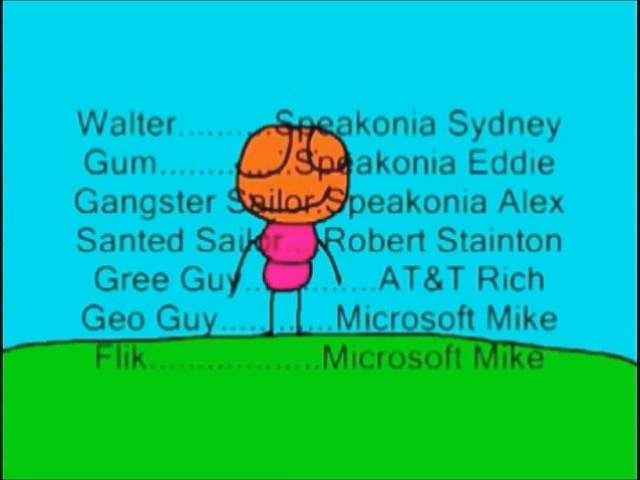 Walter..........Speakonia Sydney
Gum..............Speakonia Eddie
Gangster Sailor.Speakonia Alex
Santed Sailor...Robert Stainton
Gree Guy..............AT&T Rich
Geo Guy............Microsoft Mike
Flik..................Microsoft Mike